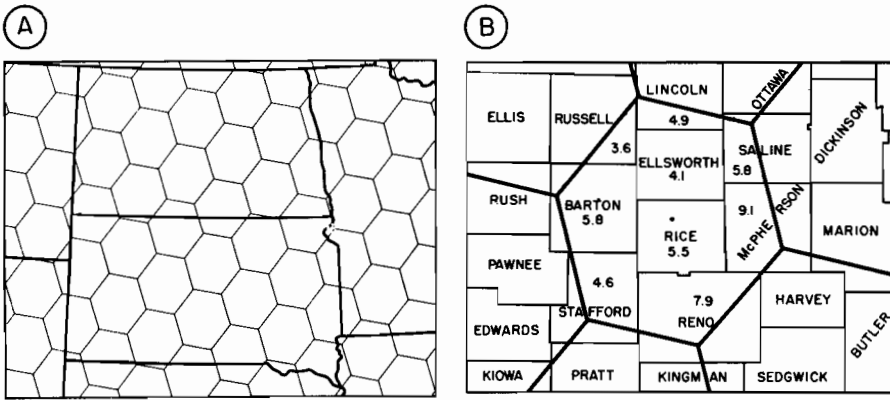 A
B
LINCOLN
OTTAWA
ELLIS
RUSSELL
4.9
DICKINSON
3.6
ELLSWORTH
4.1
SALINE
5.8
RUSH
BARTON
5.8
9.1
McPHERSON
RICE
5.5
MARION
PAWNEE
4.6
7.9
STAFFORD
RENO
HARVEY
EDWARDS
BUTLER
KIOWA
PRATT
KINGMAN
SEDGWICK